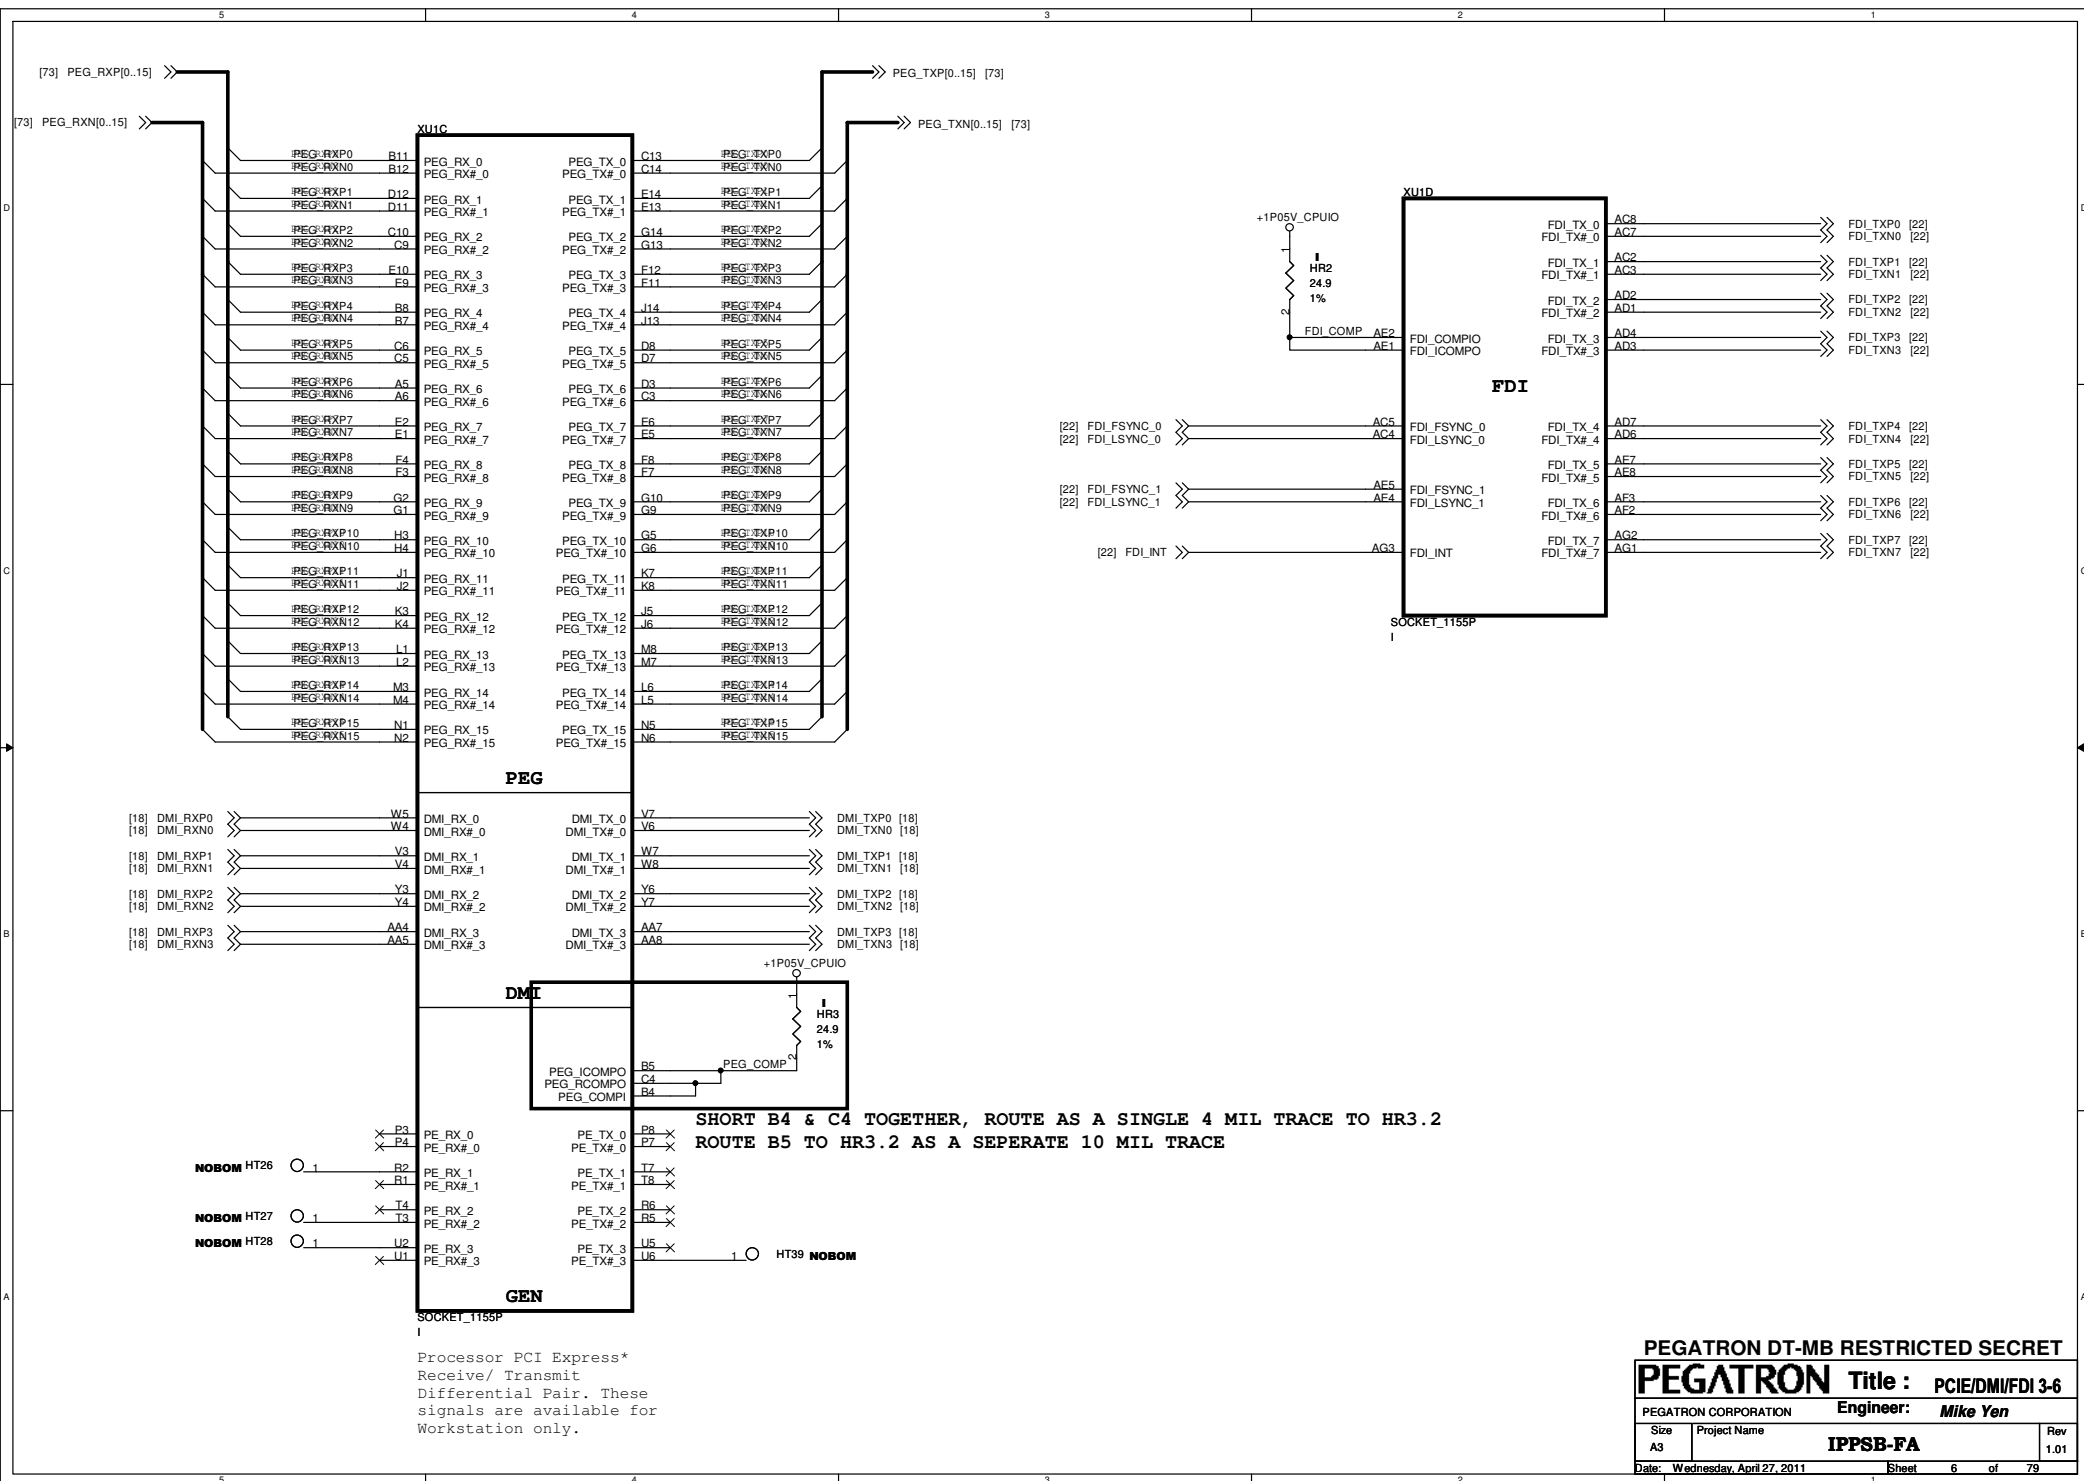 5 4 3 2 1
[73] PEG_RXP[0..15]
PEG_TXP[0..15] [73]
[73] PEG_RXN[0..15]
PEG_TXN[0..15] [73]
XU1C
PEG_RXP0 B11 PEG_RX_0 PEG_TX_0 C13 PEG_TXP0
PEG_RXN0 B12 PEG_RX#_0 PEG_TX#_0 C14 PEG_TXN0
PEG_RXP1 D12 PEG_RX_1 PEG_TX_1 E14 PEG_TXP1
PEG_RXN1 D11 PEG_RX#_1 PEG_TX#_1 E13 PEG_TXN1
PEG_RXP2 C10 PEG_RX_2 PEG_TX_2 G14 PEG_TXP2
PEG_RXN2 C9 PEG_RX#_2 PEG_TX#_2 G13 PEG_TXN2
PEG_RXP3 E10 PEG_RX_3 PEG_TX_3 F12 PEG_TXP3
PEG_RXN3 E9 PEG_RX#_3 PEG_TX#_3 F11 PEG_TXN3
PEG_RXP4 B8 PEG_RX_4 PEG_TX_4 J14 PEG_TXP4
PEG_RXN4 B7 PEG_RX#_4 PEG_TX#_4 J13 PEG_TXN4
PEG_RXP5 C6 PEG_RX_5 PEG_TX_5 D8 PEG_TXP5
PEG_RXN5 C5 PEG_RX#_5 PEG_TX#_5 D7 PEG_TXN5
PEG_RXP6 A5 PEG_RX_6 PEG_TX_6 D3 PEG_TXP6
PEG_RXN6 A6 PEG_RX#_6 PEG_TX#_6 C3 PEG_TXN6
PEG_RXP7 E2 PEG_RX_7 PEG_TX_7 E6 PEG_TXP7
PEG_RXN7 E1 PEG_RX#_7 PEG_TX#_7 E5 PEG_TXN7
PEG_RXP8 F4 PEG_RX_8 PEG_TX_8 F8 PEG_TXP8
PEG_RXN8 F3 PEG_RX#_8 PEG_TX#_8 F7 PEG_TXN8
PEG_RXP9 G2 PEG_RX_9 PEG_TX_9 G10 PEG_TXP9
PEG_RXN9 G1 PEG_RX#_9 PEG_TX#_9 G9 PEG_TXN9
PEG_RXP10 H3 PEG_RX_10 PEG_TX_10 G5 PEG_TXP10
PEG_RXN10 H4 PEG_RX#_10 PEG_TX#_10 G6 PEG_TXN10
PEG_RXP11 J1 PEG_RX_11 PEG_TX_11 K7 PEG_TXP11
PEG_RXN11 J2 PEG_RX#_11 PEG_TX#_11 K8 PEG_TXN11
PEG_RXP12 K3 PEG_RX_12 PEG_TX_12 J5 PEG_TXP12
PEG_RXN12 K4 PEG_RX#_12 PEG_TX#_12 J6 PEG_TXN12
PEG_RXP13 L1 PEG_RX_13 PEG_TX_13 M8 PEG_TXP13
PEG_RXN13 L2 PEG_RX#_13 PEG_TX#_13 M7 PEG_TXN13
PEG_RXP14 M3 PEG_RX_14 PEG_TX_14 L6 PEG_TXP14
PEG_RXN14 M4 PEG_RX#_14 PEG_TX#_14 L5 PEG_TXN14
PEG_RXP15 N1 PEG_RX_15 PEG_TX_15 N5 PEG_TXP15
PEG_RXN15 N2 PEG_RX#_15 PEG_TX#_15 N6 PEG_TXN15
PEG
[18] DMI_RXP0 W5 DMI_RX_0 DMI_TX_0 V7 DMI_TXP0 [18]
[18] DMI_RXN0 W4 DMI_RX#_0 DMI_TX#_0 V6 DMI_TXN0 [18]
[18] DMI_RXP1 V3 DMI_RX_1 DMI_TX_1 W7 DMI_TXP1 [18]
[18] DMI_RXN1 V4 DMI_RX#_1 DMI_TX#_1 W8 DMI_TXN1 [18]
[18] DMI_RXP2 Y3 DMI_RX_2 DMI_TX_2 Y6 DMI_TXP2 [18]
[18] DMI_RXN2 Y4 DMI_RX#_2 DMI_TX#_2 Y7 DMI_TXN2 [18]
[18] DMI_RXP3 AA4 DMI_RX_3 DMI_TX_3 AA7 DMI_TXP3 [18]
[18] DMI_RXN3 AA5 DMI_RX#_3 DMI_TX#_3 AA8 DMI_TXN3 [18]
+1P05V_CPUIO
DMI
1
I
HR3
24.9
1%
2
PEG_ICOMPO B5 PEG_COMP
PEG_RCOMPO C4
PEG_COMPI B4
SHORT B4 & C4 TOGETHER, ROUTE AS A SINGLE 4 MIL TRACE TO HR3.2
ROUTE B5 TO HR3.2 AS A SEPERATE 10 MIL TRACE
P3 PE_RX_0 PE_TX_0 P8
P4 PE_RX#_0 PE_TX#_0 P7
NOBOM HT26 1 R2 PE_RX_1 PE_TX_1 T7
R1 PE_RX#_1 PE_TX#_1 T8
T4 PE_RX_2 PE_TX_2 R6
NOBOM HT27 1 T3 PE_RX#_2 PE_TX#_2 R5
NOBOM HT28 1 U2 PE_RX_3 PE_TX_3 U5
U1 PE_RX#_3 PE_TX#_3 U6 1 HT39 NOBOM
GEN
SOCKET_1155P
I
Processor PCI Express*
Receive/ Transmit
Differential Pair. These
signals are available for
Workstation only.
XU1D
+1P05V_CPUIO
1
I
HR2
24.9
1%
2
FDI_COMP AE2 FDI_COMPIO
AE1 FDI_ICOMPO
FDI
[22] FDI_FSYNC_0 AC5 FDI_FSYNC_0
[22] FDI_LSYNC_0 AC4 FDI_LSYNC_0
[22] FDI_FSYNC_1 AE5 FDI_FSYNC_1
[22] FDI_LSYNC_1 AE4 FDI_LSYNC_1
[22] FDI_INT AG3 FDI_INT
FDI_TX_0 AC8 FDI_TXP0 [22]
FDI_TX#_0 AC7 FDI_TXN0 [22]
FDI_TX_1 AC2 FDI_TXP1 [22]
FDI_TX#_1 AC3 FDI_TXN1 [22]
FDI_TX_2 AD2 FDI_TXP2 [22]
FDI_TX#_2 AD1 FDI_TXN2 [22]
FDI_TX_3 AD4 FDI_TXP3 [22]
FDI_TX#_3 AD3 FDI_TXN3 [22]
FDI_TX_4 AD7 FDI_TXP4 [22]
FDI_TX#_4 AD6 FDI_TXN4 [22]
FDI_TX_5 AE7 FDI_TXP5 [22]
FDI_TX#_5 AE8 FDI_TXN5 [22]
FDI_TX_6 AF3 FDI_TXP6 [22]
FDI_TX#_6 AF2 FDI_TXN6 [22]
FDI_TX_7 AG2 FDI_TXP7 [22]
FDI_TX#_7 AG1 FDI_TXN7 [22]
SOCKET_1155P
I
D
C
B
A
PEGATRON DT-MB RESTRICTED SECRET
PEGATRON Title : PCIE/DMI/FDI 3-6
PEGATRON CORPORATION Engineer: Mike Yen
Size Project Name Rev
A3 IPPSB-FA 1.01
Date: Wednesday, April 27, 2011 Sheet 6 of 79
5 4 3 2 1